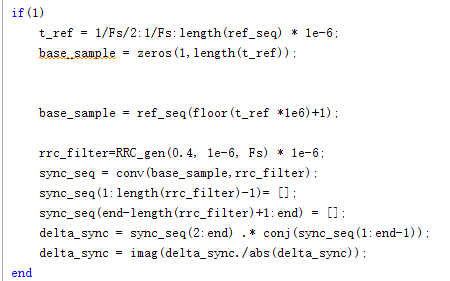 if(1)
t_ref = 1/Fs/2:1/Fs:length(ref_seq) * 1e-6;
base_sample = zeros(1,length(t_ref));
base_sample = ref_seq(floor(t_ref *1e6)+1);
rrc_filter=RRC_gen(0.4, 1e-6, Fs) * 1e-6;
sync_seq = conv(base_sample,rrc_filter);
sync_seq(1:length(rrc_filter)-1)= [];
sync_seq(end-length(rrc_filter)+1:end) = [];
delta_sync = sync_seq(2:end) .* conj(sync_seq(1:end-1));
delta_sync = imag(delta_sync./abs(delta_sync));
end